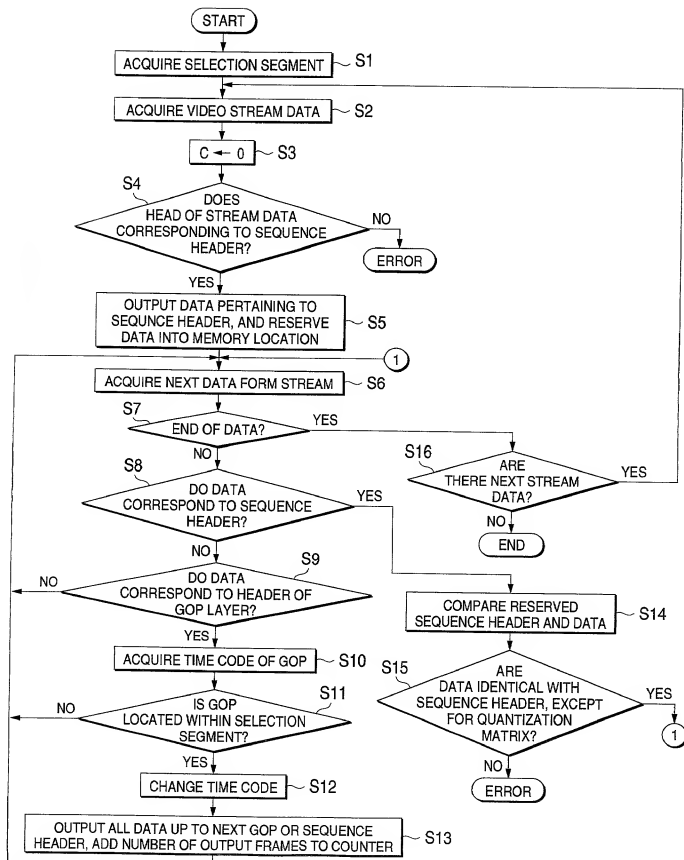 START
ACQUIRE SELECTION SEGMENT
S1
ACQUIRE VIDEO STREAM DATA
S2
C ← 0
S3
S4
DOES
HEAD OF STREAM DATA
CORRESPONDING TO SEQUENCE
HEADER?
NO
ERROR
YES
OUTPUT DATA PERTAINING TO
SEQUNCE HEADER, AND RESERVE
DATA INTO MEMORY LOCATION
S5
1
ACQUIRE NEXT DATA FORM STREAM
S6
S7
END OF DATA?
YES
NO
S16
ARE
THERE NEXT STREAM
DATA?
YES
NO
END
S8
DO DATA
CORRESPOND TO SEQUENCE
HEADER?
YES
NO
S9
DO DATA
CORRESPOND TO HEADER OF
GOP LAYER?
NO
YES
COMPARE RESERVED
SEQUENCE HEADER AND DATA
S14
ACQUIRE TIME CODE OF GOP
S10
S15
ARE
DATA IDENTICAL WITH
SEQUENCE HEADER, EXCEPT
FOR QUANTIZATION
MATRIX?
YES
1
NO
ERROR
S11
IS GOP
LOCATED WITHIN SELECTION
SEGMENT?
NO
YES
CHANGE TIME CODE
S12
OUTPUT ALL DATA UP TO NEXT GOP OR SEQUENCE
HEADER, ADD NUMBER OF OUTPUT FRAMES TO COUNTER
S13